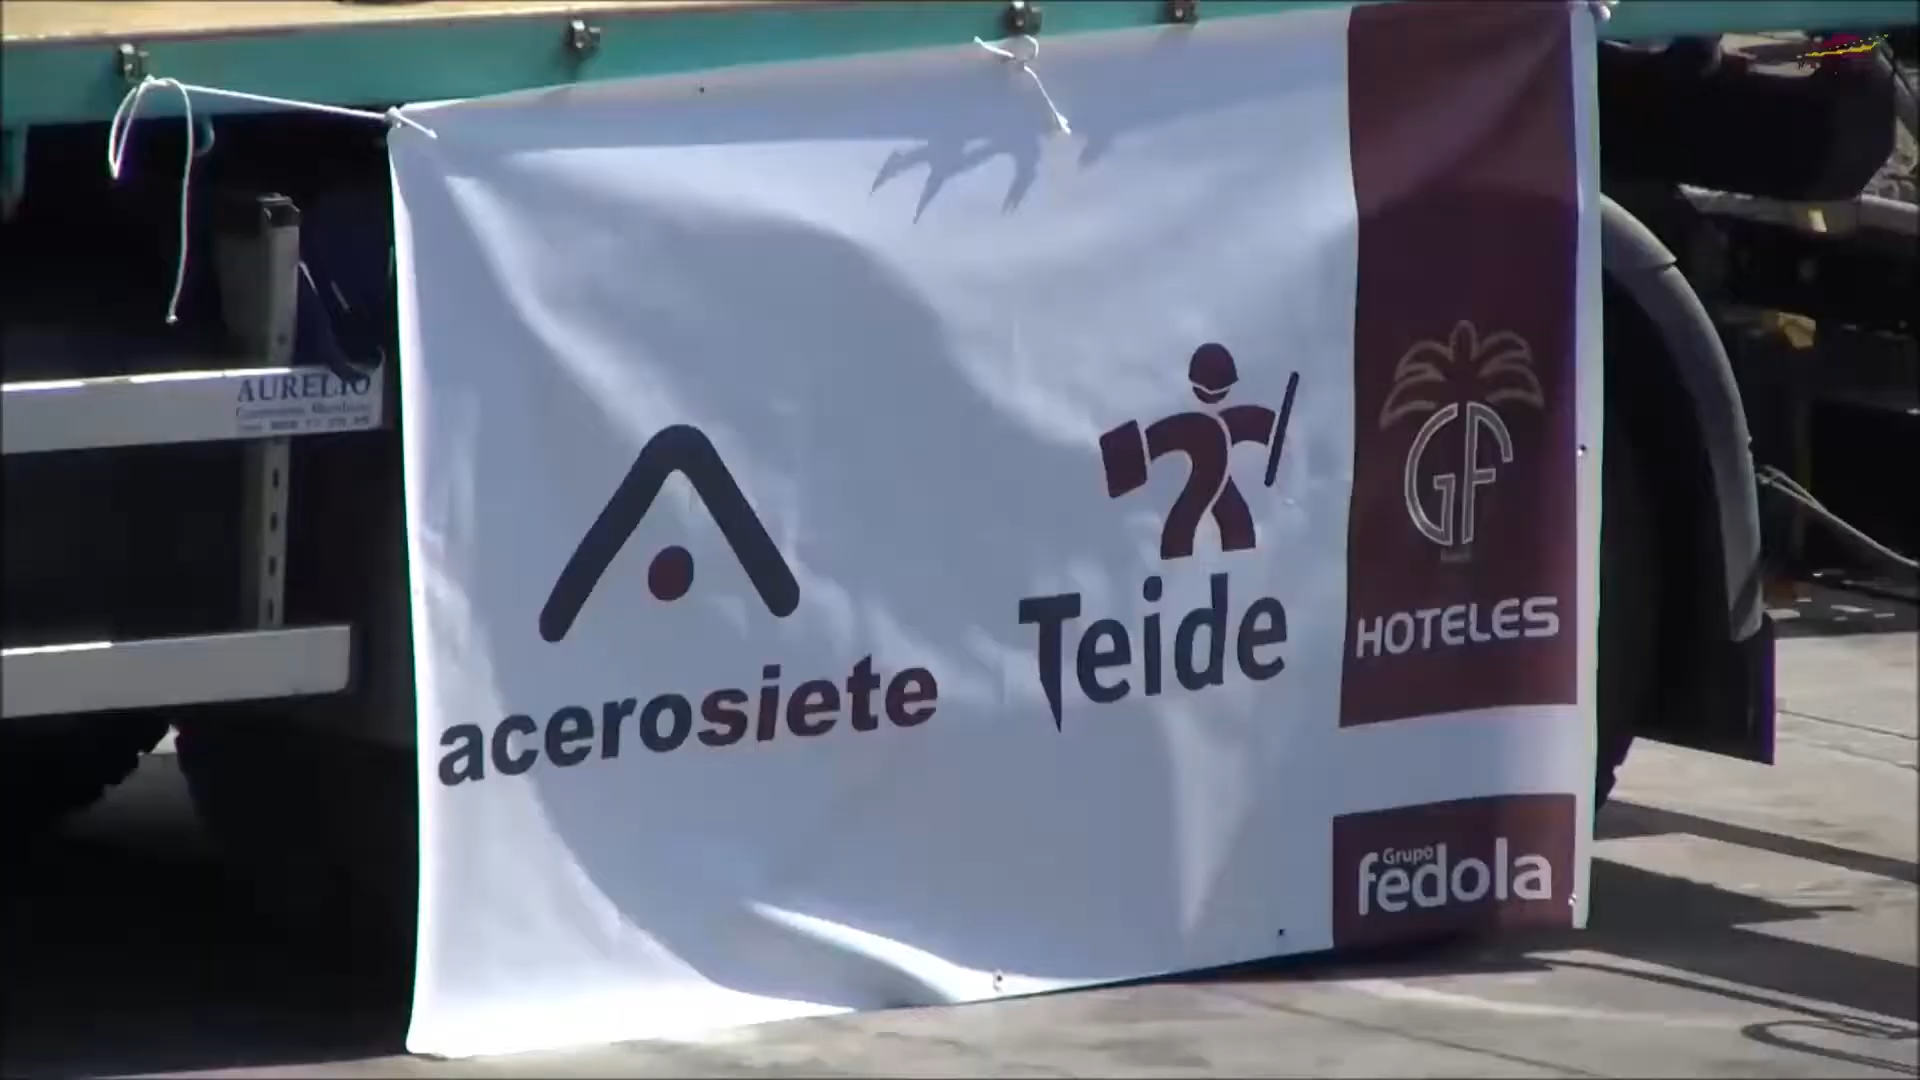 AURELIO
acerosiete
Teide
GF
HOTELES
Grupo
fedola